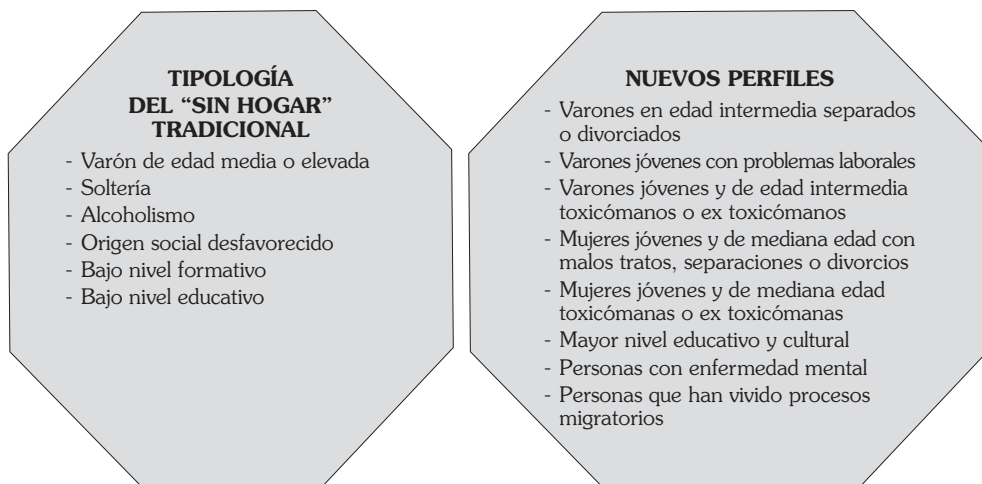 TIPOLOGÍA
DEL “SIN HOGAR”
TRADICIONAL
- Varón de edad media o elevada
- Soltería
- Alcoholismo
- Origen social desfavorecido
- Bajo nivel formativo
- Bajo nivel educativo
NUEVOS PERFILES
- Varones en edad intermedia separados
o divorciados
- Varones jóvenes con problemas laborales
- Varones jóvenes y de edad intermedia
toxicómanos o ex toxicómanos
- Mujeres jóvenes y de mediana edad con
malos tratos, separaciones o divorcios
- Mujeres jóvenes y de mediana edad
toxicómanas o ex toxicómanas
- Mayor nivel educativo y cultural
- Personas con enfermedad mental
- Personas que han vivido procesos
migratorios